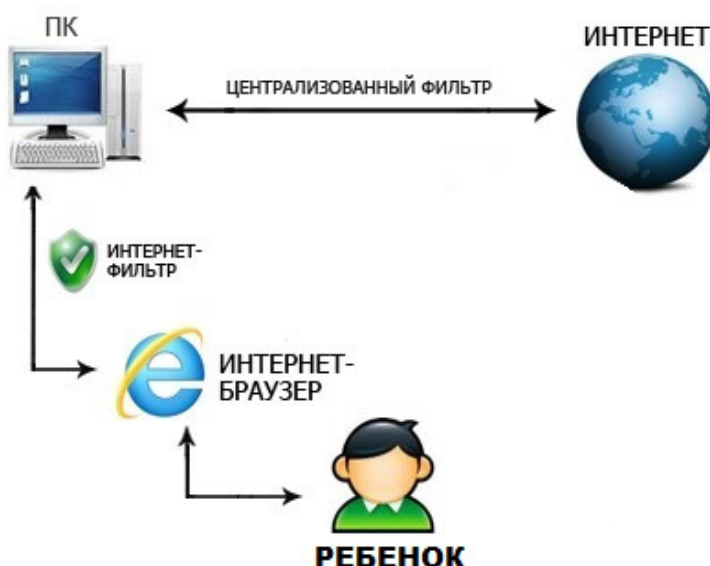 ПК
ИНТЕРНЕТ
ЦЕНТРАЛИЗОВАННЫЙ ФИЛЬТР
ИНТЕРНЕТ-
ФИЛЬТР
ИНТЕРНЕТ-
БРАУЗЕР
РЕБЕНОК